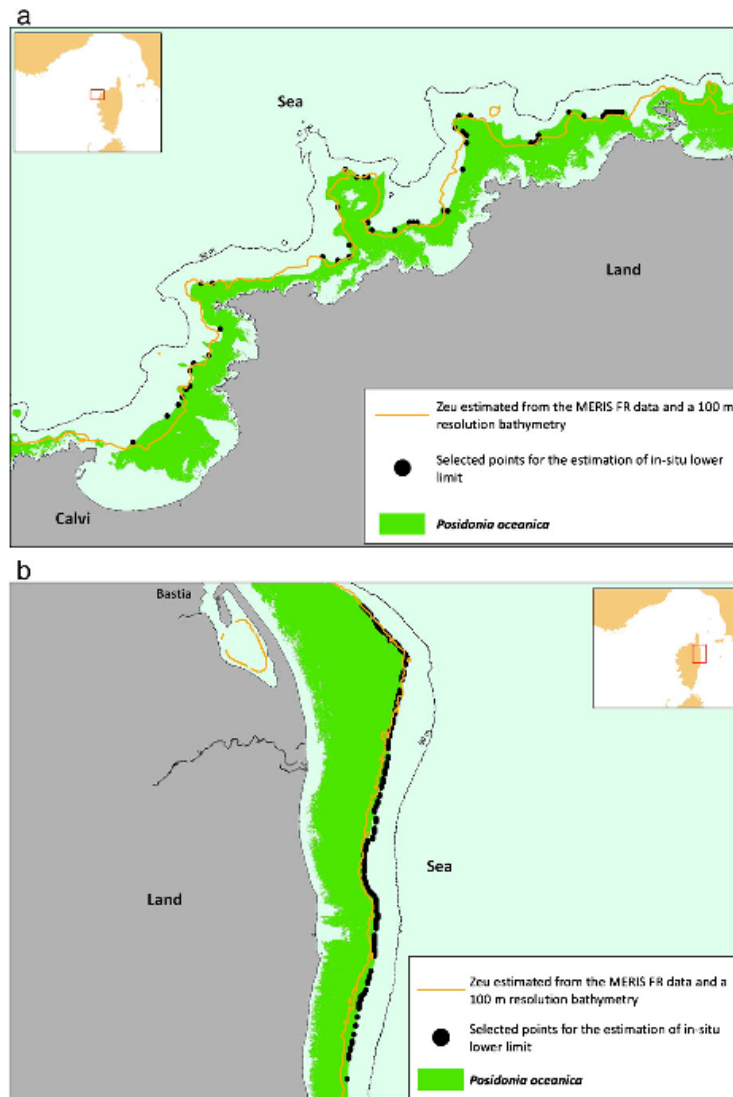 a
Sea
50 m
Land
Zeu estimated from the MERIS FR data and a 100 m
resolution bathymetry
Selected points for the estimation of in-situ lower
limit
Posidonia oceanica
Calvi
b
Bastia
50 m
Sea
Land
Zeu estimated from the MERIS FR data and a
100 m resolution bathymetry
Selected points for the estimation of in-situ
lower limit
Posidonia oceanica